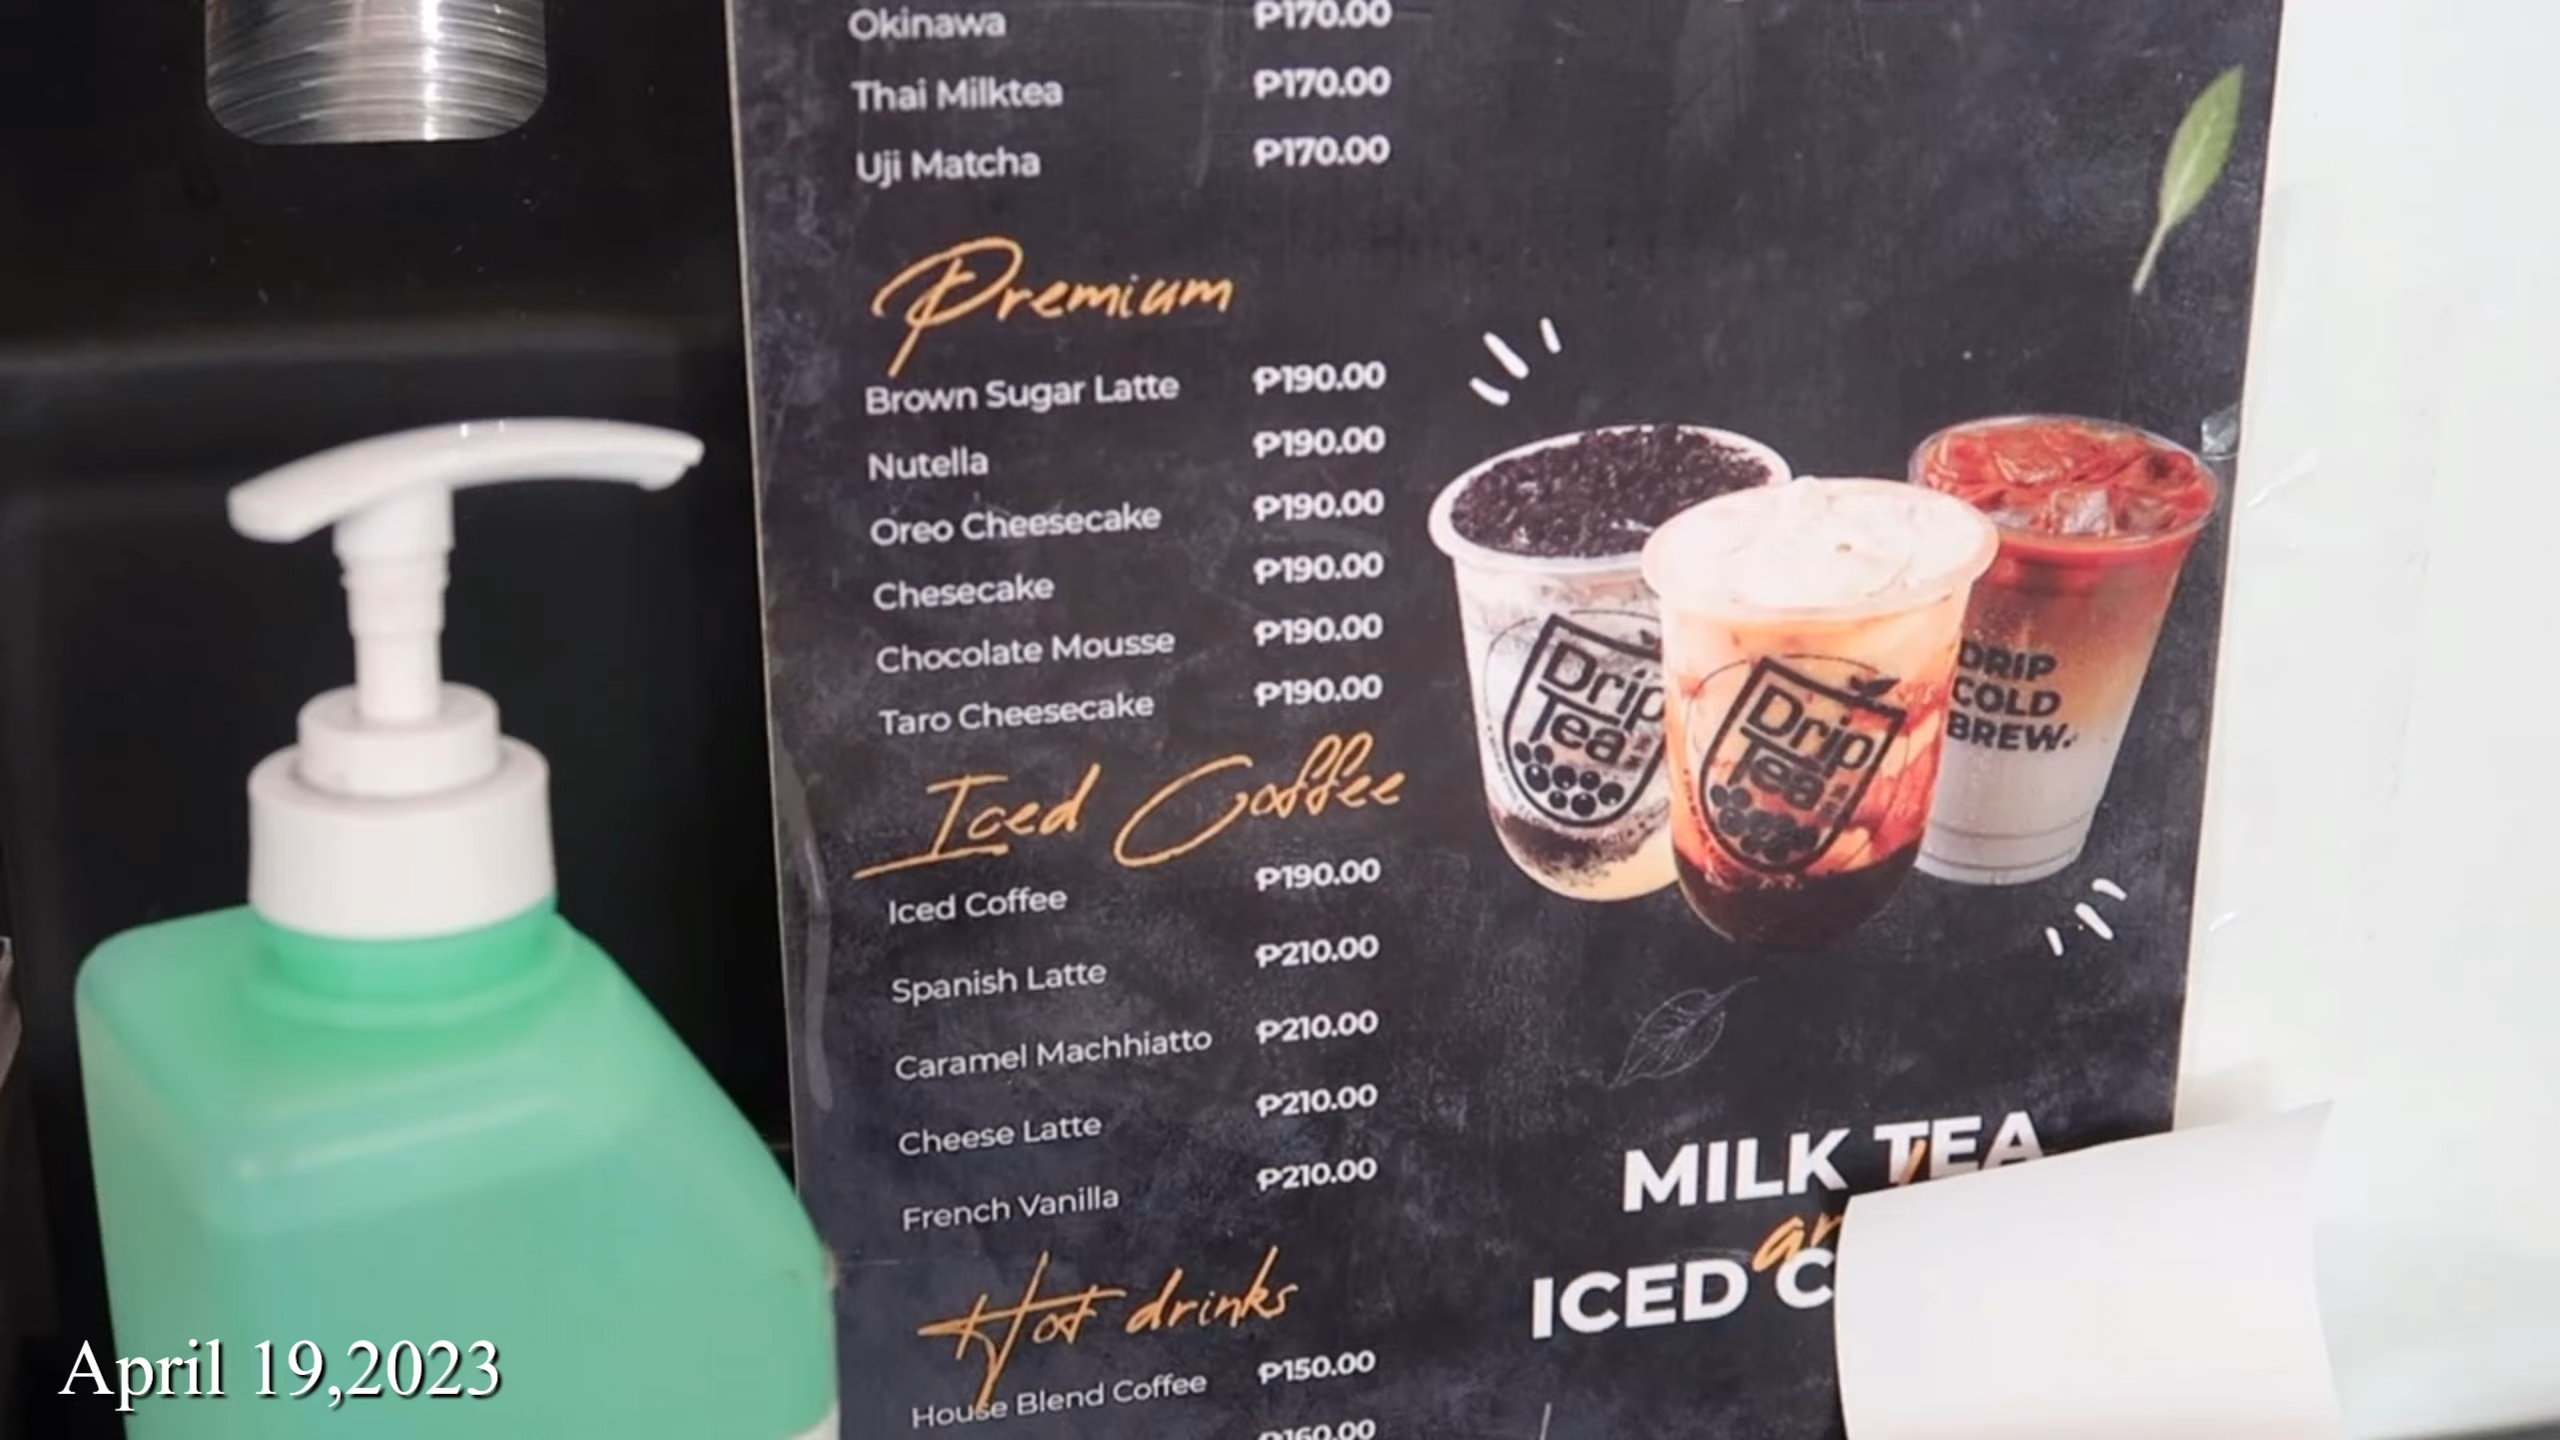 Okinawa ₱170.00
Thai Milktea ₱170.00
Uji Matcha ₱170.00
Premium
Brown Sugar Latte ₱190.00
Nutella ₱190.00
Oreo Cheesecake ₱190.00
Chesecake ₱190.00
Chocolate Mousse ₱190.00
Taro Cheesecake ₱190.00
Iced Coffee
Iced Coffee ₱190.00
Spanish Latte ₱210.00
Caramel Machhiatto ₱210.00
Cheese Latte ₱210.00
French Vanilla ₱210.00
Hot drinks
House Blend Coffee ₱150.00
₱160.00
Drip
Tea
Drip
Tea
DRIP
COLD
BREW.
MILK TEA
ICED
April 19,2023